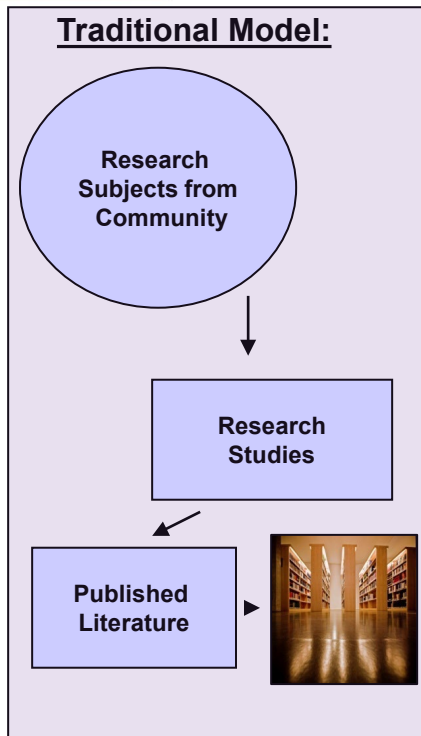 Traditional Model:
Research
Subjects from
Community
Research
Studies
Published
Literature